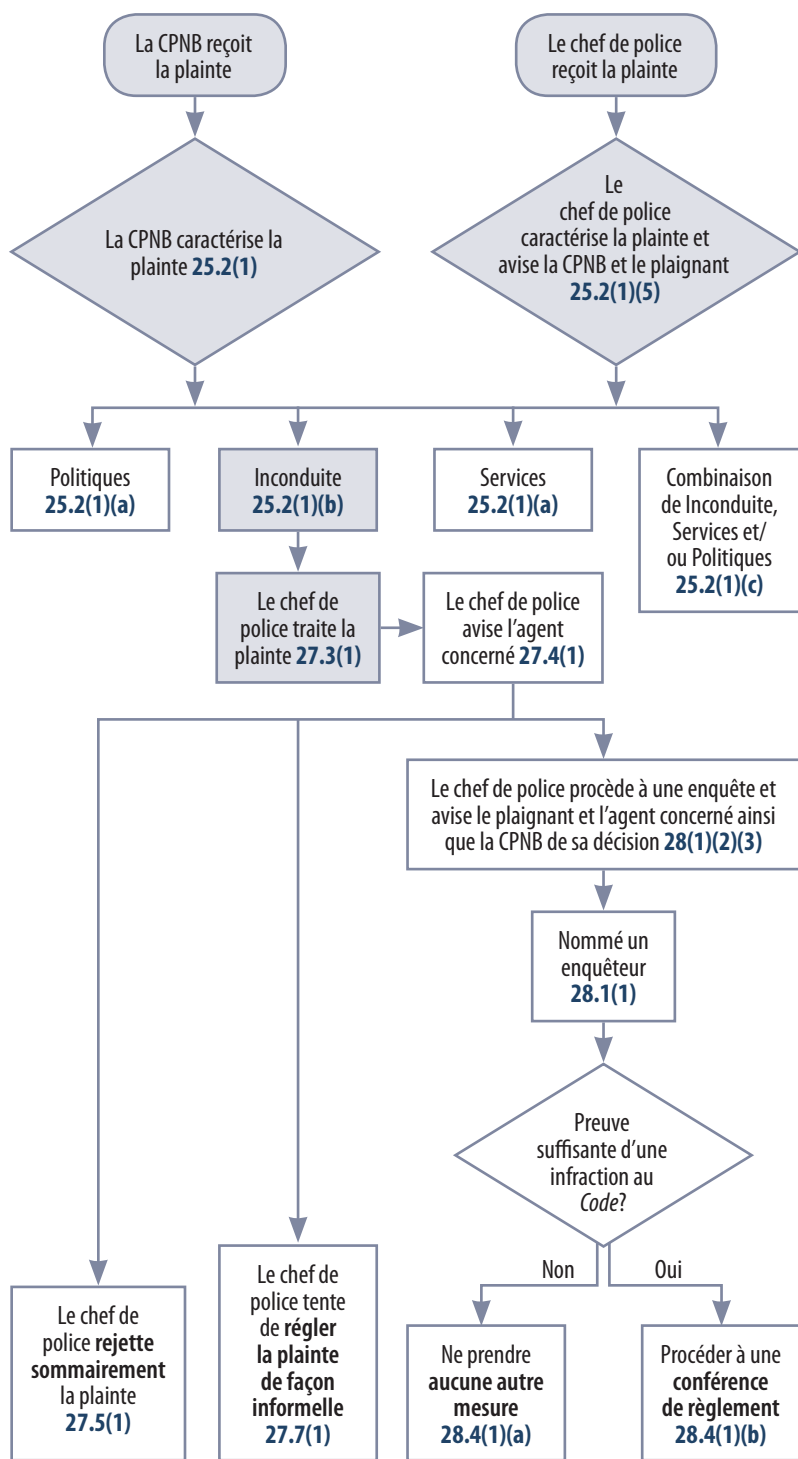 La CPNB reçoit
la plainte
Le chef de police
reçoit la plainte
La CPNB caractérise la
plainte 25.2(1)
Le
chef de police
caractérise la plainte et
avise la CPNB et le plaignant
25.2(1)(5)
Politiques
25.2(1)(a)
Inconduite
25.2(1)(b)
Services
25.2(1)(a)
Combinaison
de Inconduite,
Services et/
ou Politiques
25.2(1)(c)
Le chef de
police traite la
plainte 27.3(1)
Le chef de police
avise l'agent
concerné 27.4(1)
Le chef de police procède à une enquête et
avise le plaignant et l'agent concerné ainsi
que la CPNB de sa décision 28(1)(2)(3)
Nommé un
enquêteur
28.1(1)
Preuve
suffisante d'une
infraction au
Code?
Non
Oui
Le chef de
police rejette
sommairement
la plainte
27.5(1)
Le chef de
police tente
de régler
la plainte
de façon
informelle
27.7(1)
Ne prendre
aucune autre
mesure
28.4(1)(a)
Procéder à une
conférence
de règlement
28.4(1)(b)